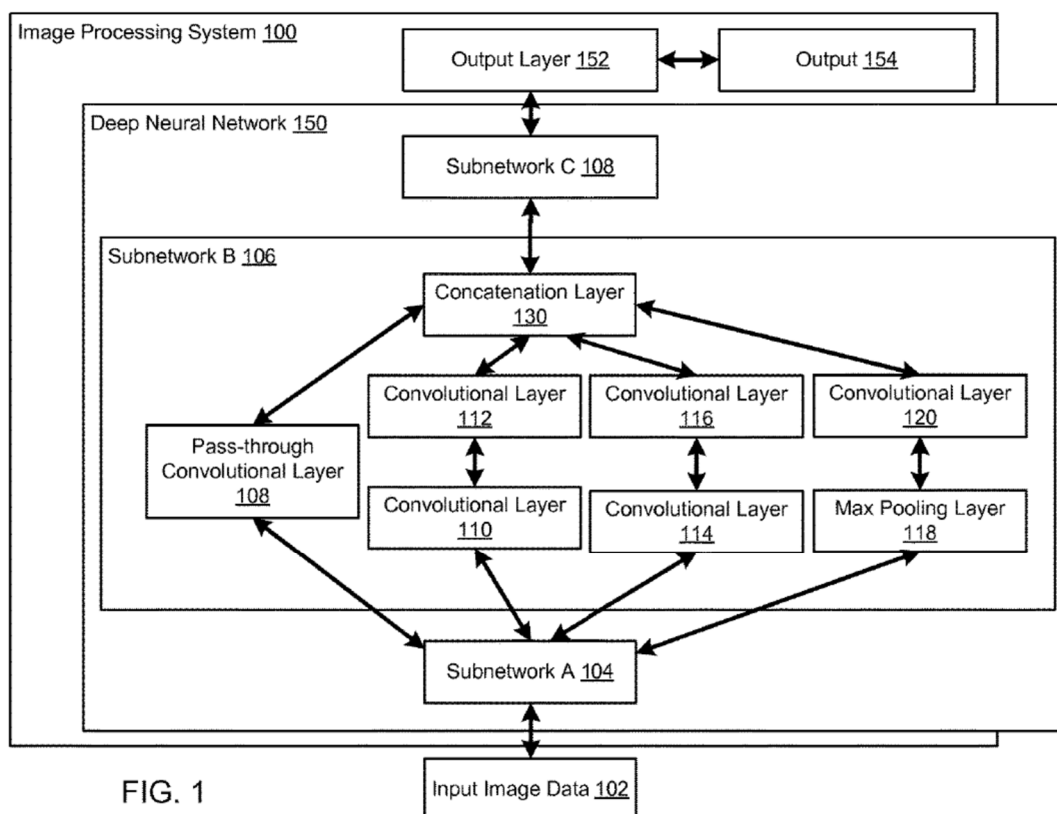 Image Processing System 100
Output Layer 152
Output 154
Deep Neural Network 150
Subnetwork C 108
Subnetwork B 106
Concatenation Layer
130
Convolutional Layer
112
Convolutional Layer
116
Convolutional Layer
120
Pass-through
Convolutional Layer
108
Convolutional Layer
110
Convolutional Layer
114
Max Pooling Layer
118
Subnetwork A 104
Input Image Data 102
FIG. 1